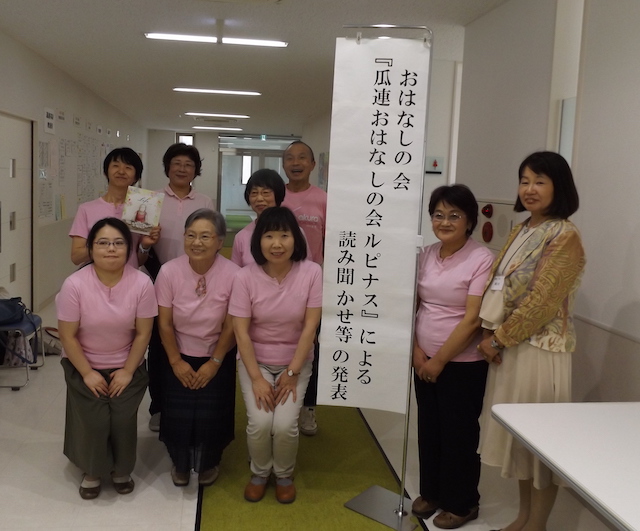 おはなしの会
『瓜連おはなしの会ルピナス』による
読み聞かせ等の発表